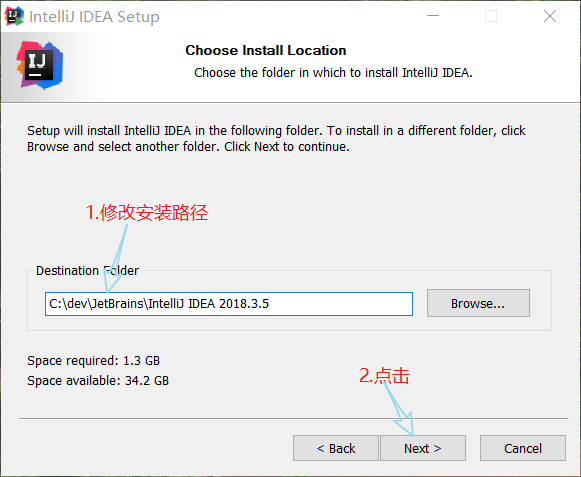 IntelliJ IDEA Setup
IJ
Choose Install Location
Choose the folder in which to install IntelliJ IDEA.
Setup will install IntelliJ IDEA in the following folder. To install in a different folder, click
Browse and select another folder. Click Next to continue.
1.修改安装路径
Destination Folder
C:\dev\JetBrains\IntelliJ IDEA 2018.3.5
Browse...
Space required: 1.3 GB
Space available: 34.2 GB
2.点击
< Back
Next >
Cancel